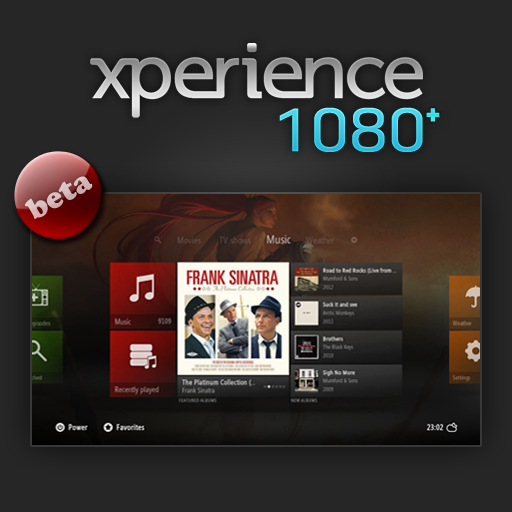 xperience
1080+
beta
Movies TV shows Music Weather
FRANK SINATRA
The Platinum Collection
Music 9109
Recently played
The Platinum Collection (...
Frank Sinatra
FEATURED ALBUMS
Road to Red Rocks (Live from ...
Mumford & Sons
2012
Suck it and see
Arctic Monkeys
2011
Brothers
The Black Keys
2010
Sigh No More
Mumford & Sons
2009
NEW ALBUMS
Weather
Settings
Power Favorites 23:02